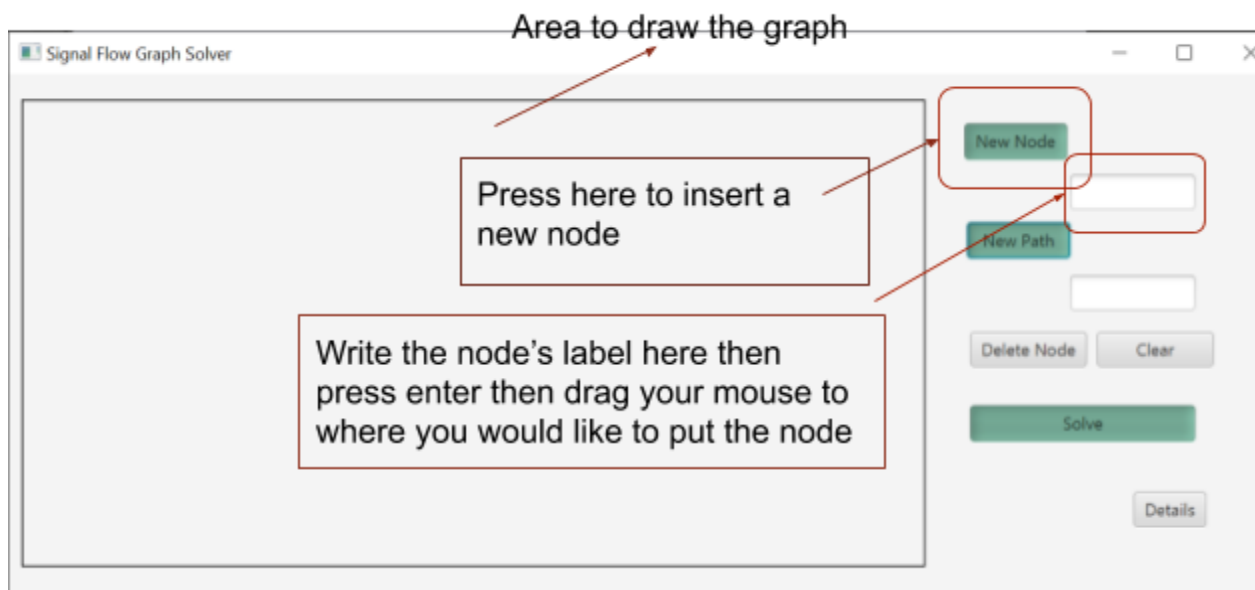 Area to draw the graph
Signal Flow Graph Solver
New Node
Press here to insert a
new node
New Path
Write the node's label here then
press enter then drag your mouse to
where you would like to put the node
Delete Node
Clear
Solve
Details